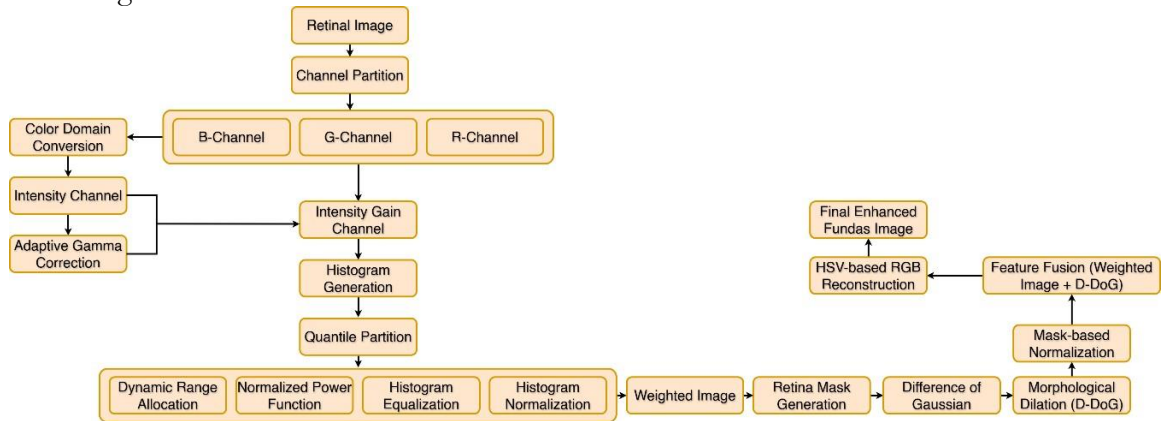 Retinal Image
Channel Partition
B-Channel
G-Channel
R-Channel
Color Domain
Conversion
Intensity Channel
Adaptive Gamma
Correction
Intensity Gain
Channel
Histogram
Generation
Quantile Partition
Dynamic Range
Allocation
Normalized Power
Function
Histogram
Equalization
Histogram
Normalization
Weighted Image
Retina Mask
Generation
Difference of
Gaussian
Morphological
Dilation (D-DoG)
Mask-based
Normalization
Feature Fusion (Weighted
Image + D-DoG)
HSV-based RGB
Reconstruction
Final Enhanced
Fundas Image